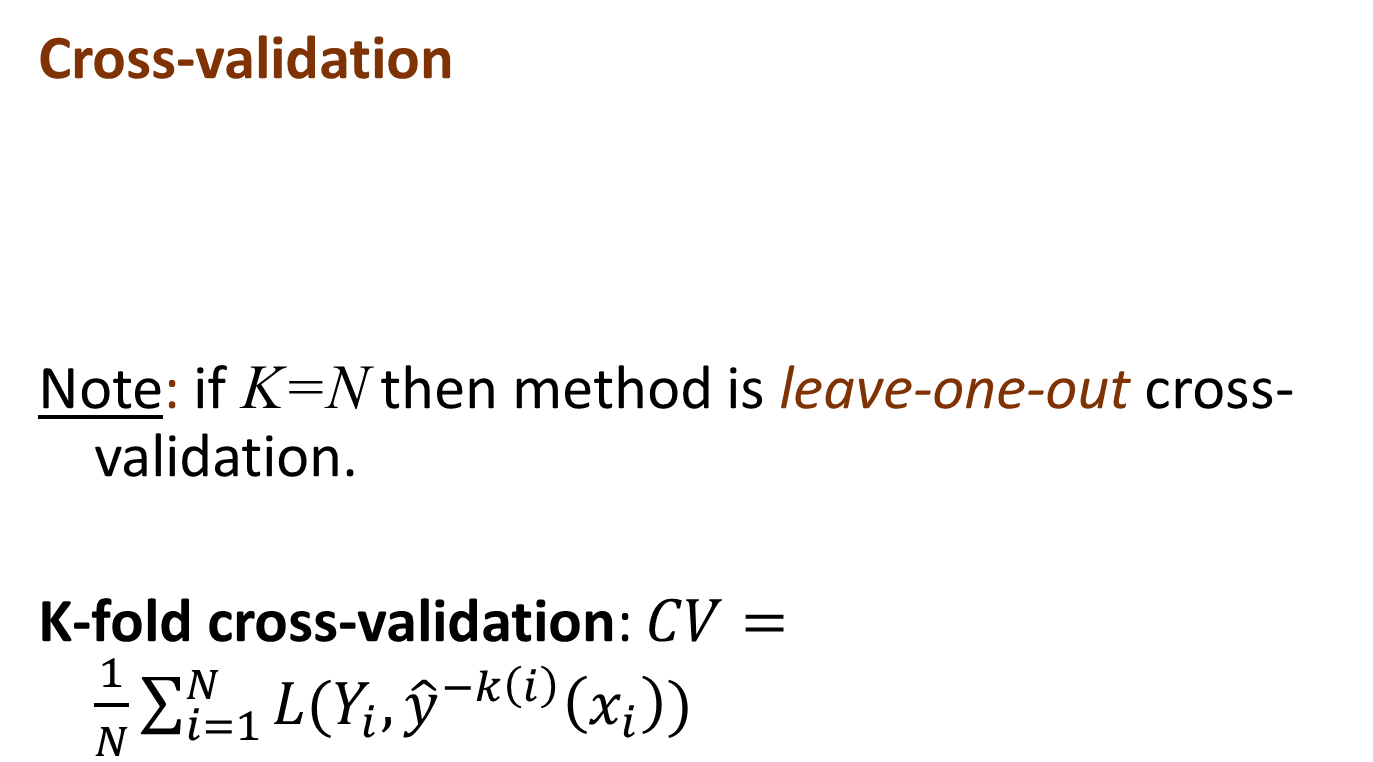 Cross-validation
Note: if K=N then method is leave-one-out cross-
validation.
K-fold cross-validation: CV =
1/N ∑_{i=1}^{N} L(Y_i, ŷ^{−k(i)}(x_i))